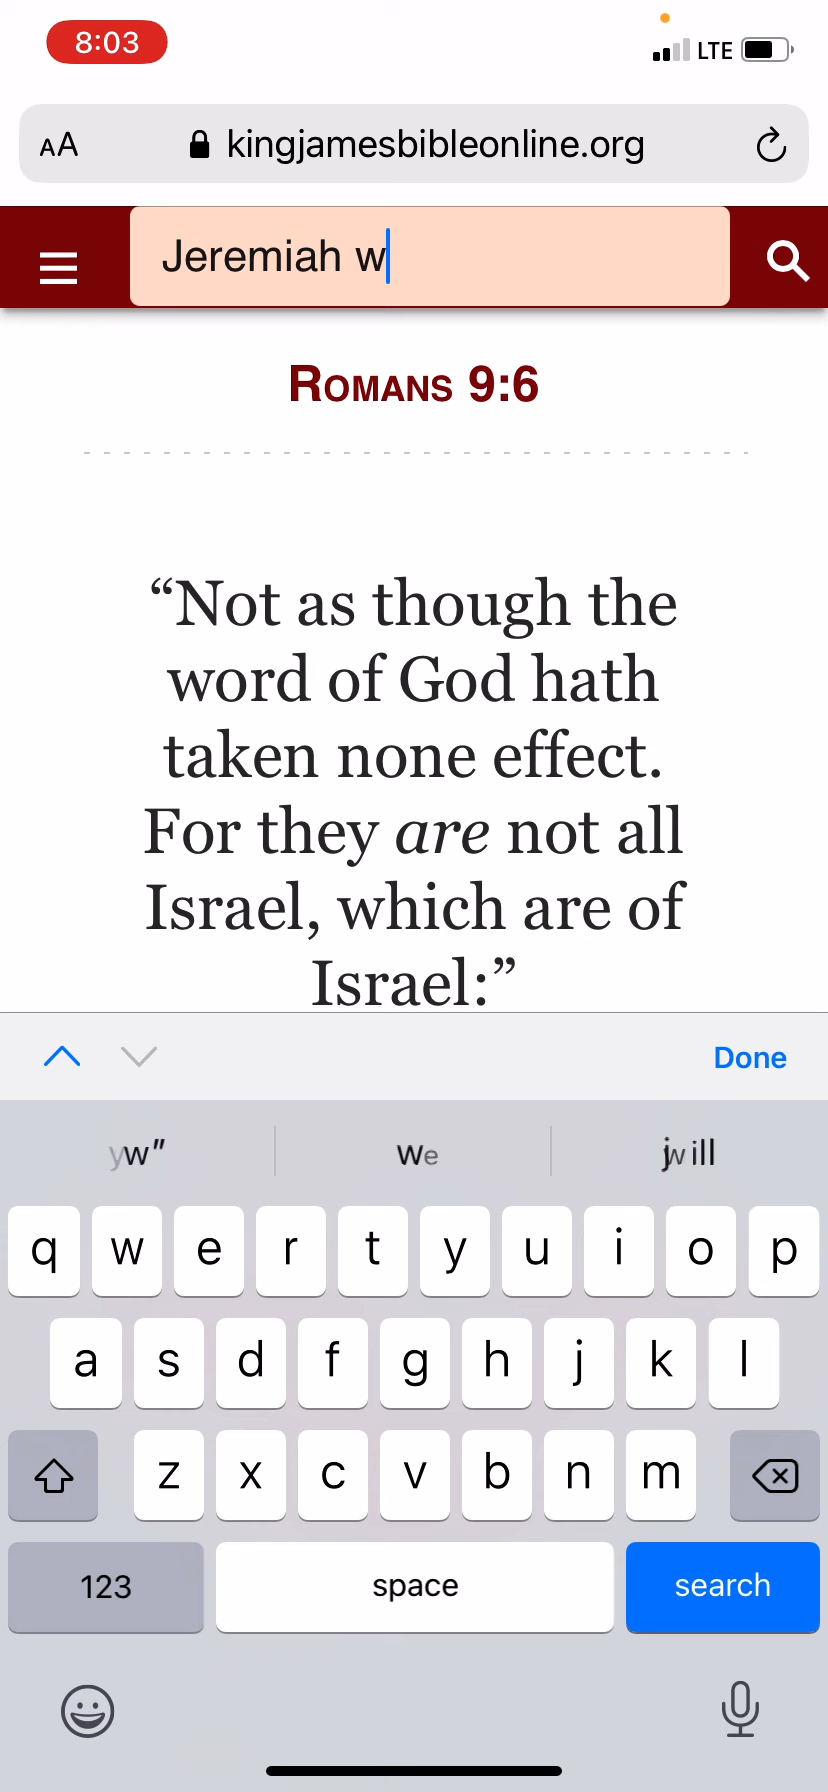 8:03
LTE
AA kingjamesbibleonline.org
Jeremiah w
Romans 9:6
“Not as though the
word of God hath
taken none effect.
For they are not all
Israel, which are of
Israel:”
Done
we
q w e r t y u i o p
a s d f g h j k l
z x c v b n m
123 space search